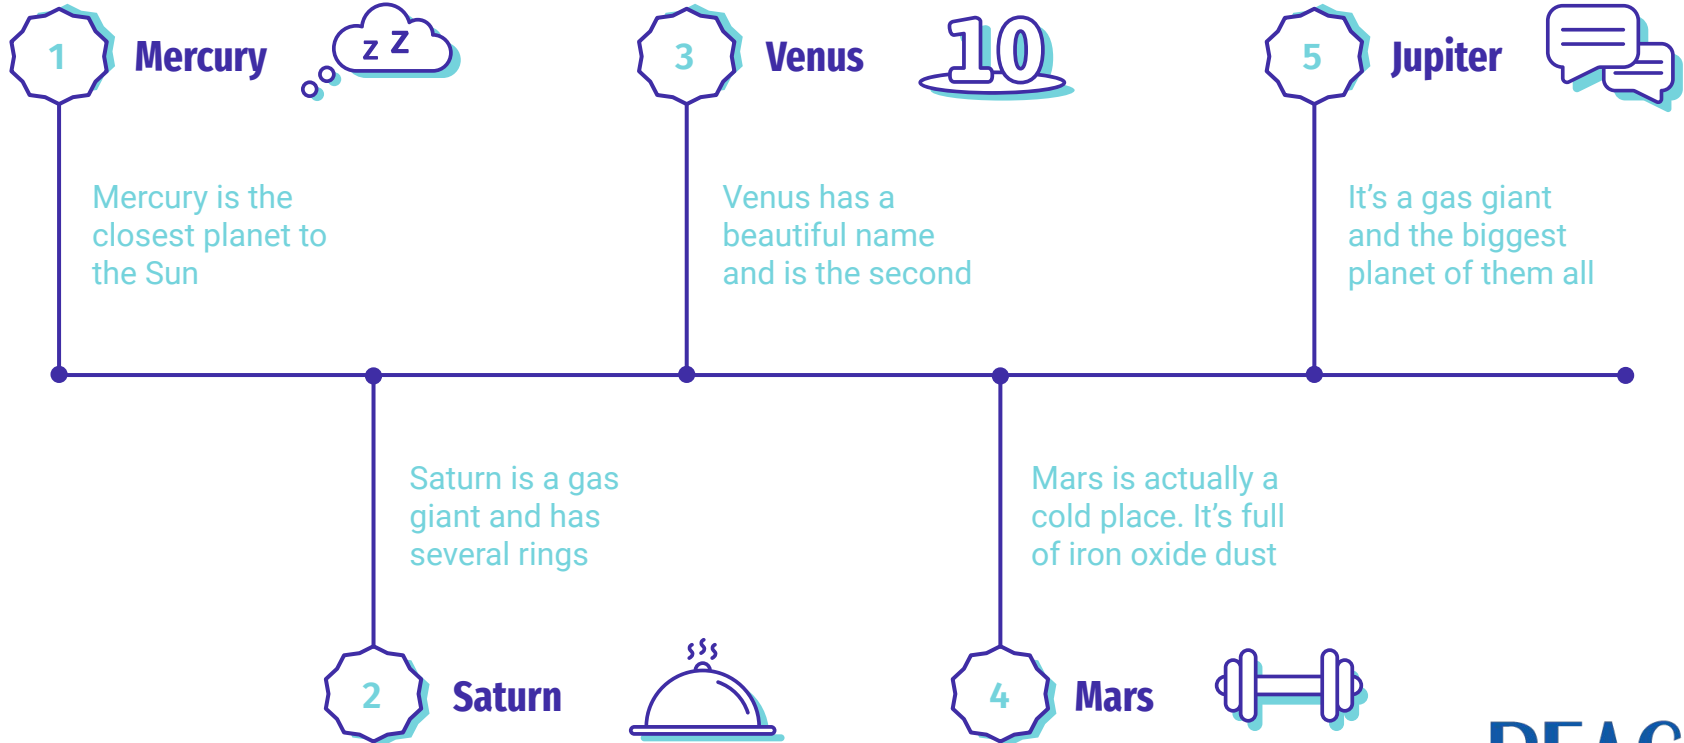 1
Mercury
z z
Mercury is the
closest planet to
the Sun
2
Saturn
Saturn is a gas
giant and has
several rings
3
Venus
10
Venus has a
beautiful name
and is the second
4
Mars
Mars is actually a
cold place. It’s full
of iron oxide dust
5
Jupiter
It’s a gas giant
and the biggest
planet of them all